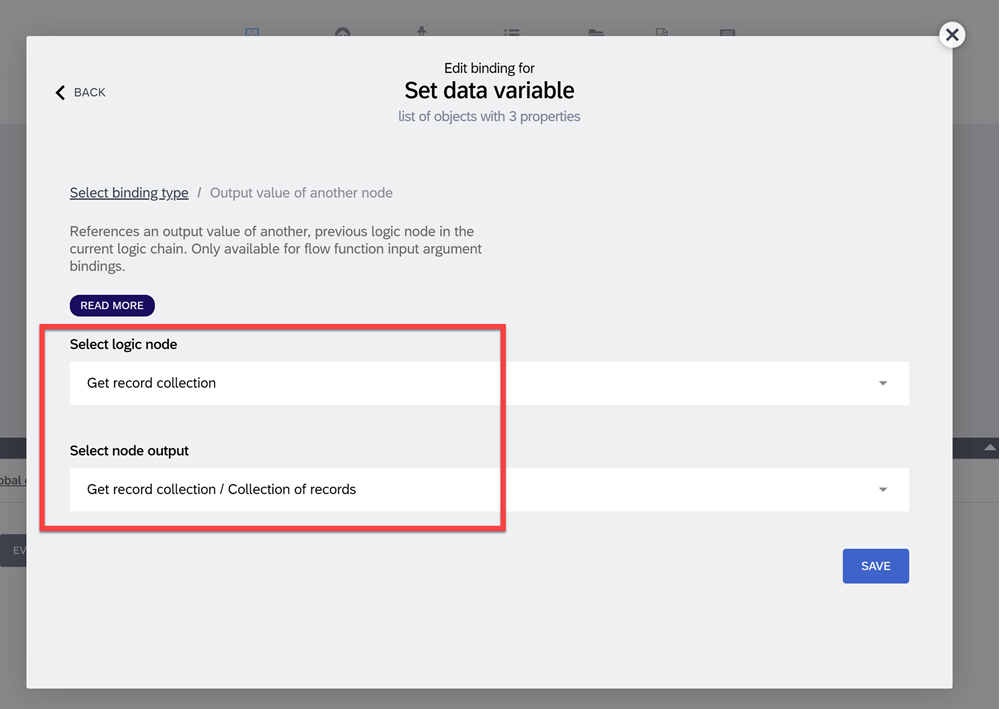 Edit binding for
BACK
Set data variable
list of objects with 3 properties
Select binding type / Output value of another node
References an output value of another, previous logic node in the
current logic chain. Only available for flow function input argument
bindings.
READ MORE
Select logic node
Get record collection
Select node output
Get record collection / Collection of records
SAVE